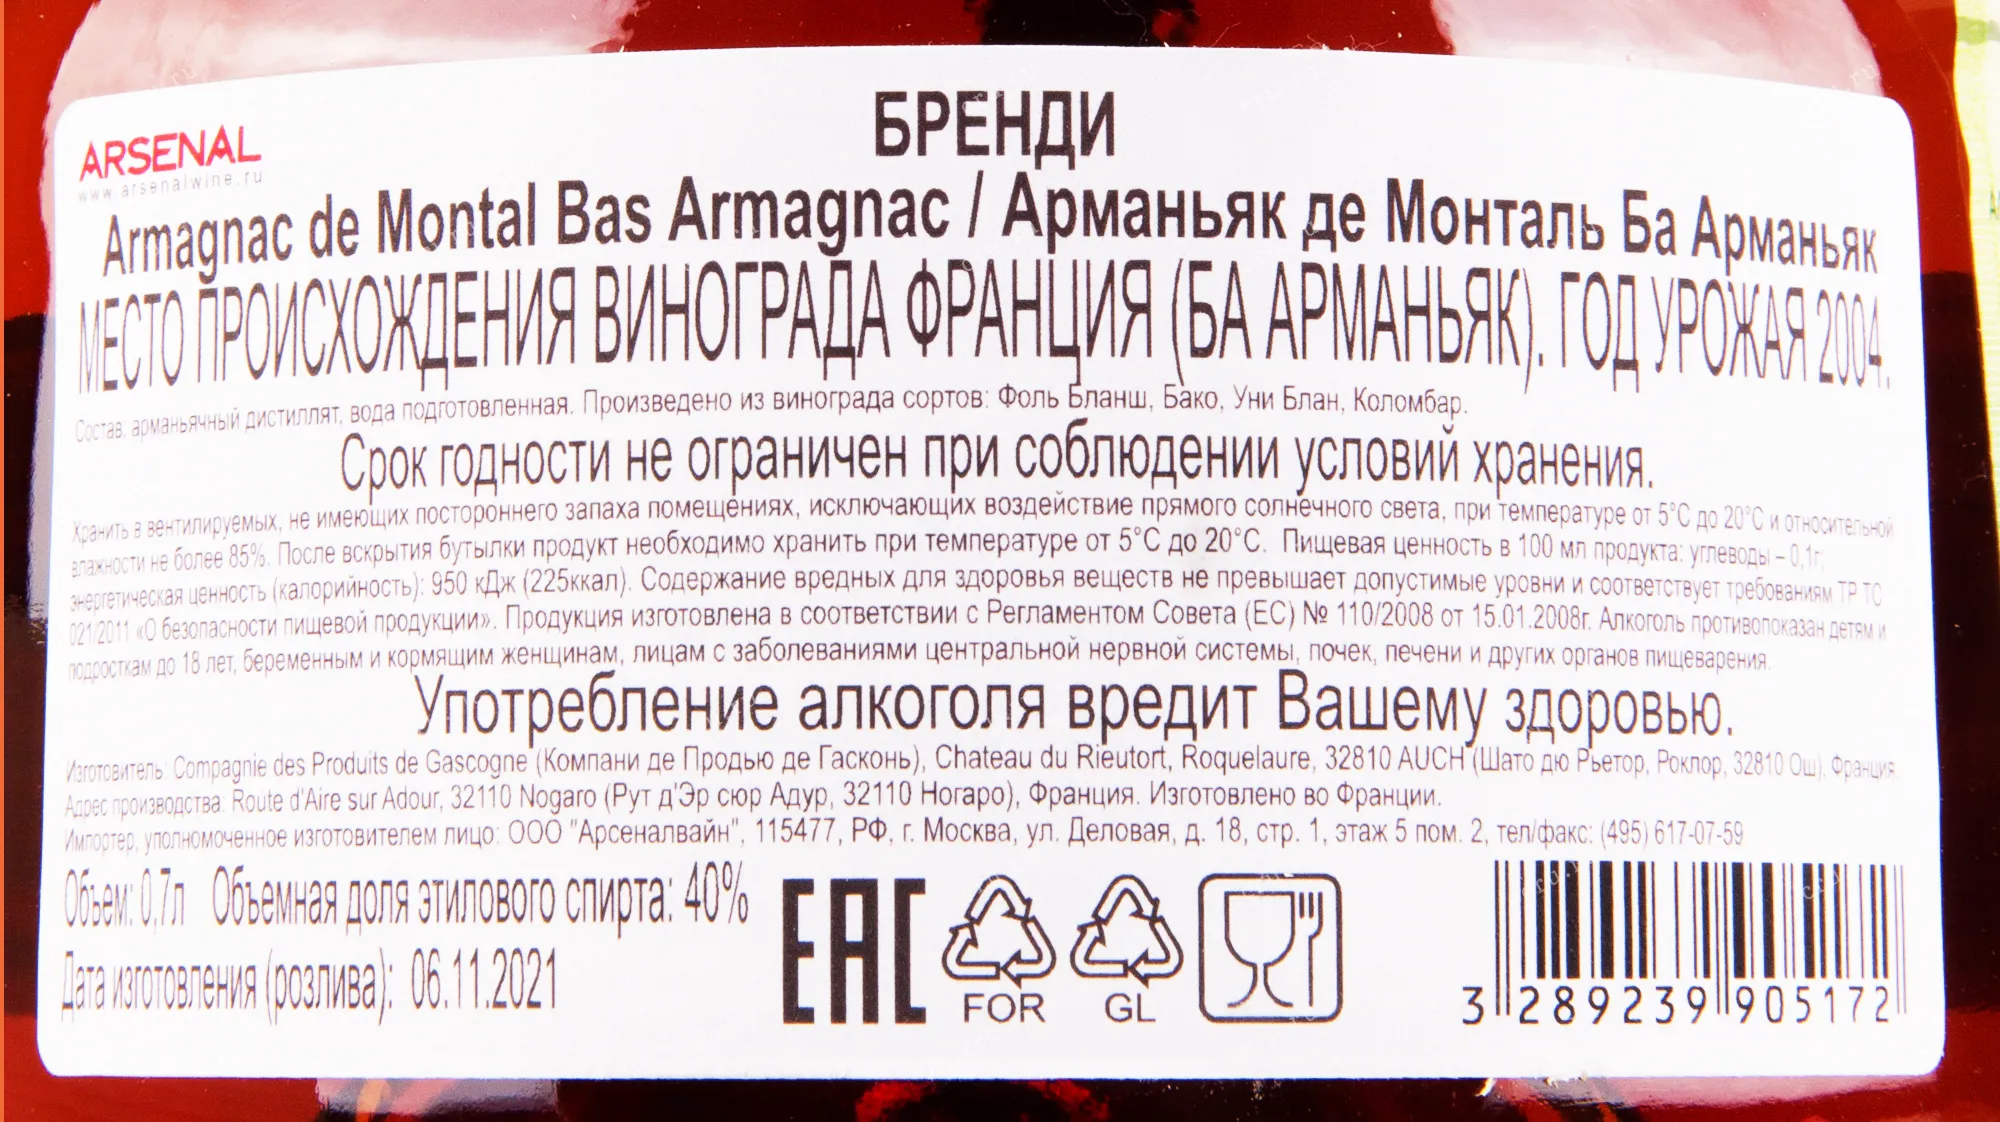 БРЕНДИ
ARSENAL
www.arsenalwine.ru
Armagnac de Montal Bas Armagnac / Арманьяк де Монталь Ба Арманьяк
МЕСТО ПРОИСХОЖДЕНИЯ ВИНОГРАДА ФРАНЦИЯ (БА АРМАНЬЯК). ГОД УРОЖАЯ 2004.
Состав: арманьячный дистиллят, вода подготовленная. Произведено из винограда сортов: Фоль Бланш, Бако, Уни Блан, Коломбар.
Срок годности не ограничен при соблюдении условий хранения.
Хранить в вентилируемых, не имеющих постороннего запаха помещениях, исключающих воздействие прямого солнечного света, при температуре от 5°С до 20°С и относительной
влажности не более 85%. После вскрытия бутылки продукт необходимо хранить при температуре от 5°С до 20°С. Пищевая ценность в 100 мл продукта: углеводы – 0,1г;
энергетическая ценность (калорийность): 950 кДж (225ккал). Содержание вредных для здоровья веществ не превышает допустимые уровни и соответствует требованиям ТР ТС
021/2011 «О безопасности пищевой продукции». Продукция изготовлена в соответствии с Регламентом Совета (ЕС) № 110/2008 от 15.01.2008г. Алкоголь противопоказан детям и
подросткам до 18 лет, беременным и кормящим женщинам, лицам с заболеваниями центральной нервной системы, почек, печени и других органов пищеварения.
Употребление алкоголя вредит Вашему здоровью.
Изготовитель: Compagnie des Produits de Gascogne (Компани де Продью де Гасконь), Chateau du Rieutort, Roquelaure, 32810 AUCH (Шато дю Рьетор, Роклор, 32810 Ош), Франция.
Адрес производства: Route d'Aire sur Adour, 32110 Nogaro (Рут д'Эр сюр Адур, 32110 Ногаро), Франция. Изготовлено во Франции.
Импортер, уполномоченное изготовителем лицо: ООО "Арсеналвайн", 115477, РФ, г. Москва, ул. Деловая, д. 18, стр. 1, этаж 5 пом. 2, тел/факс: (495) 617-07-59
Объем: 0,7л Объемная доля этилового спирта: 40%
Дата изготовления (розлива): 06.11.2021
EAC
FOR
GL
3 289239 905172